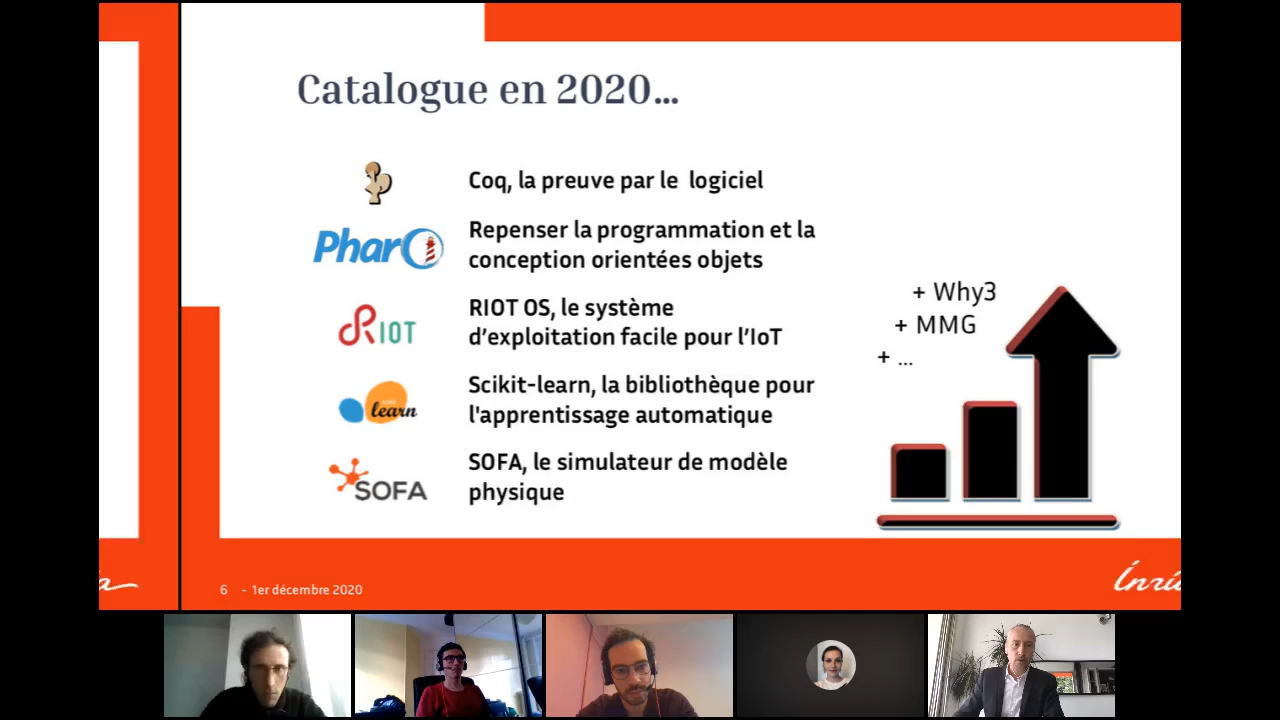 Catalogue en 2020...
Coq, la preuve par le logiciel
PharO
Repenser la programmation et la
conception orientées objets
RIOT
RIOT OS, le système
d'exploitation facile pour l'IoT
learn
Scikit-learn, la bibliothèque pour
l'apprentissage automatique
SOFA
SOFA, le simulateur de modèle
physique
+ Why3
+ MMG
+ ...
6 - 1er décembre 2020